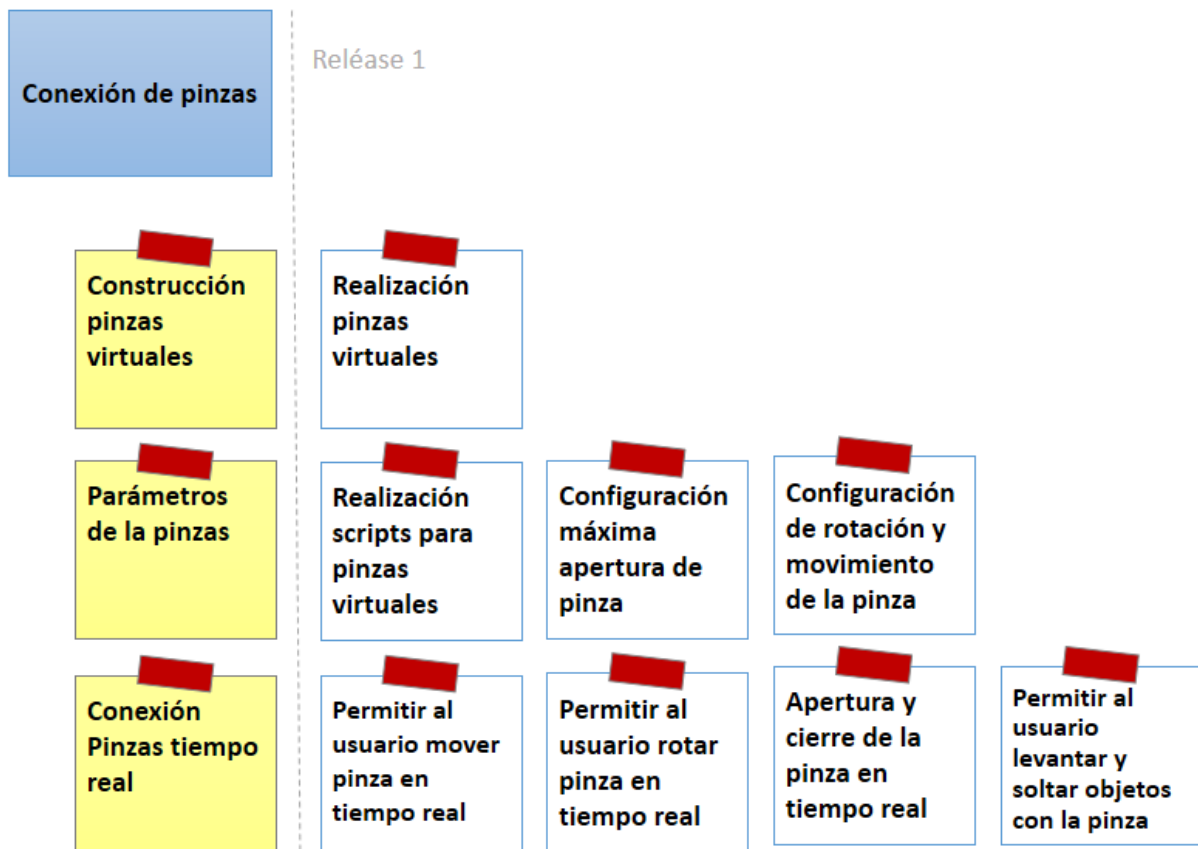 Conexión de pinzas
Reléase 1
Construcción
pinzas
virtuales
Realización
pinzas
virtuales
Parámetros
de la pinzas
Realización
scripts para
pinzas
virtuales
Configuración
máxima
apertura de
pinza
Configuración
de rotación y
movimiento
de la pinza
Conexión
Pinzas tiempo
real
Permitir al
usuario mover
pinza en
tiempo real
Permitir al
usuario rotar
pinza en
tiempo real
Apertura y
cierre de la
pinza en
tiempo real
Permitir al
usuario
levantar y
soltar objetos
con la pinza